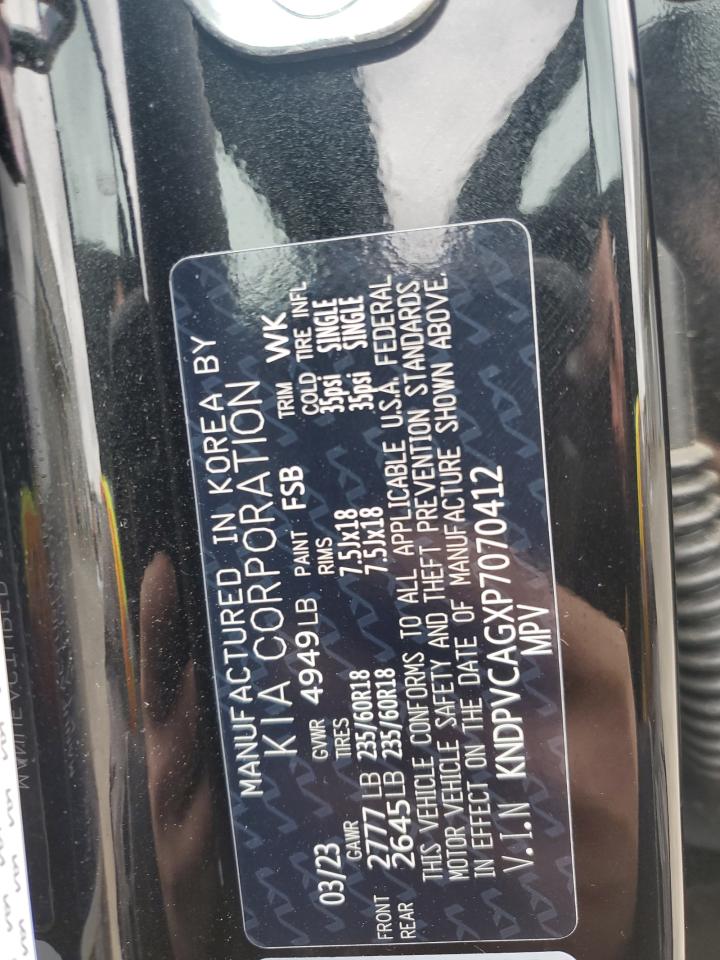 MANUFACTURED IN KOREA BY
KIA CORPORATION
03/23 GVWR 4949LB PAINT FSB TRIM WK
GAWR TIRES RIMS COLD TIRE INFL
FRONT 2777 LB 235/60R18 7.5Jx18 35psi SINGLE
REAR 2645LB 235/60R18 7.5Jx18 35psi SINGLE
THIS VEHICLE CONFORMS TO ALL APPLICABLE U.S.A. FEDERAL
MOTOR VEHICLE SAFETY AND THEFT PREVENTION STANDARDS
IN EFFECT ON THE DATE OF MANUFACTURE SHOWN ABOVE.
V.I.N KNDPVCAGXP7070412
MPV